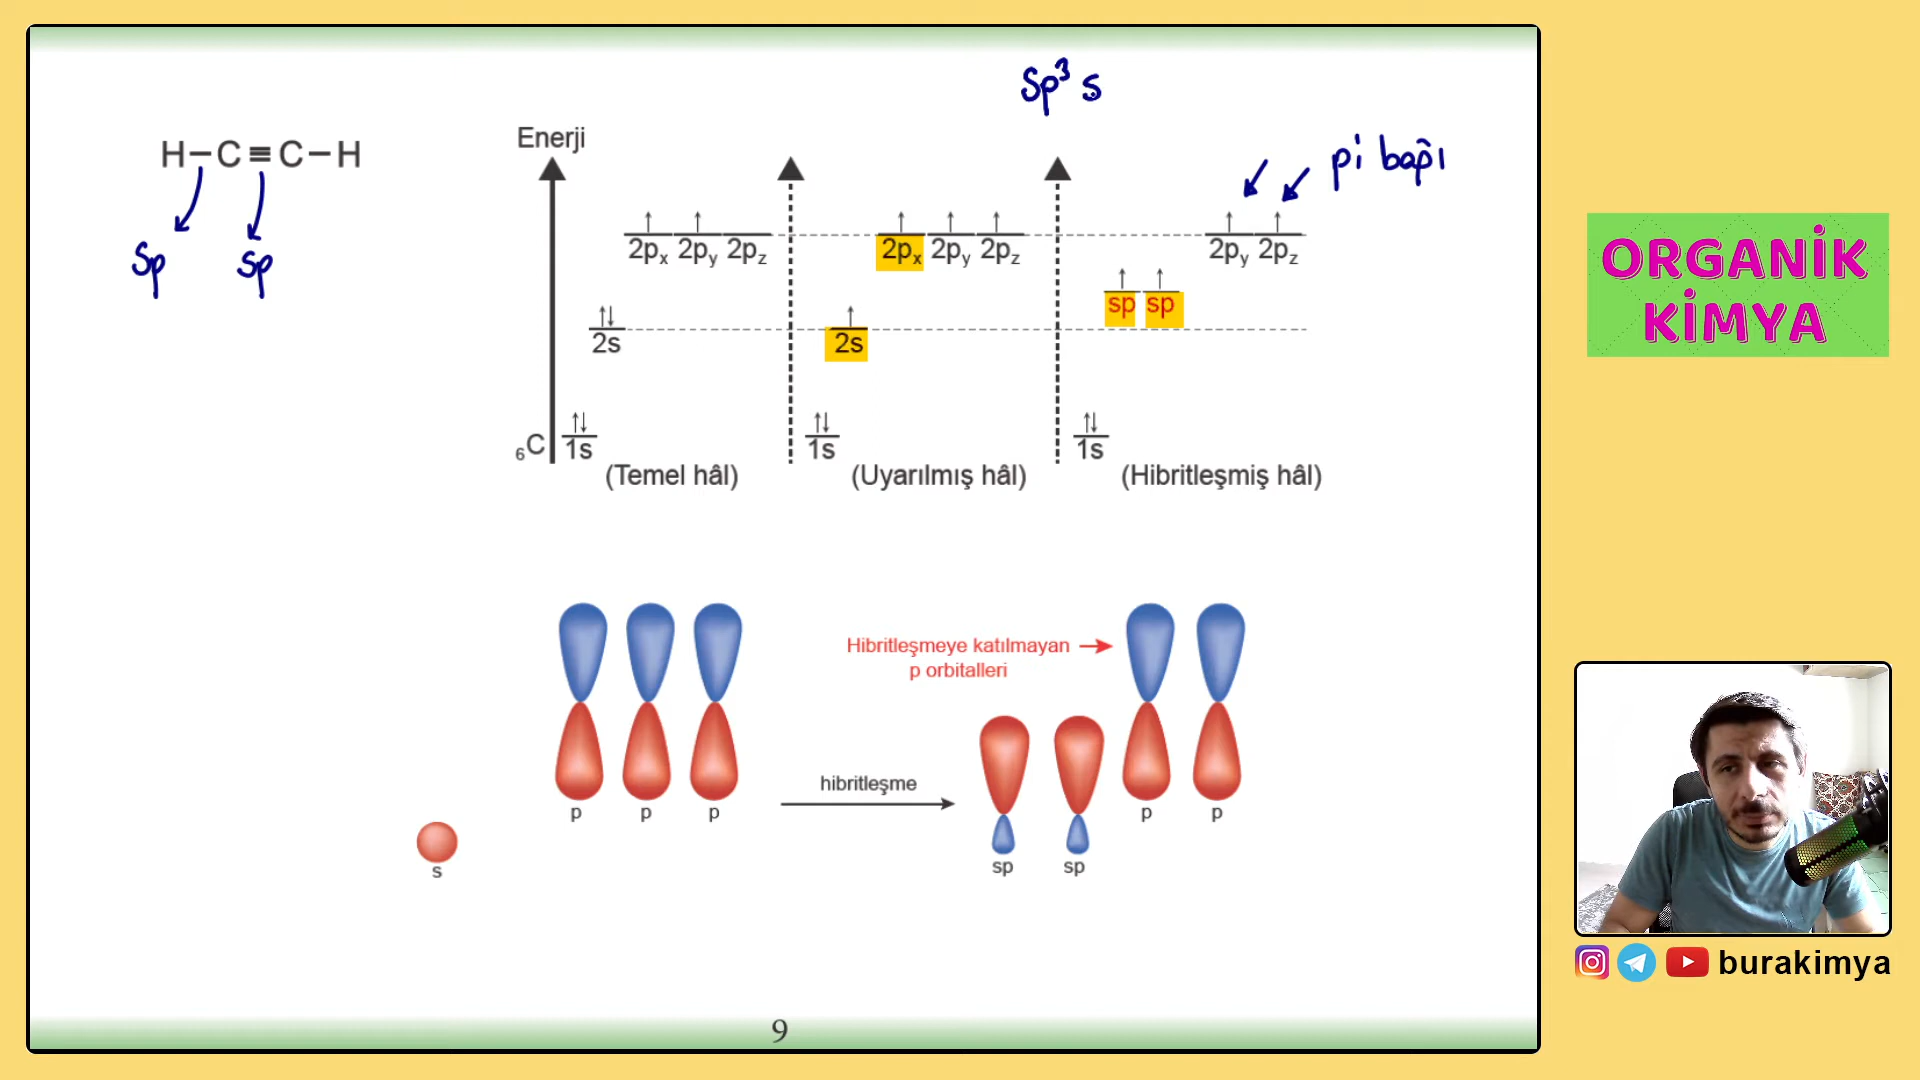 sp³ s
H–C≡C–H
sp sp
Enerji
pi bağı
↑ ↑
2px 2py 2pz
↑ ↑ ↑
2px 2py 2pz
↑ ↑
2py 2pz
↑ ↑
sp sp
↑↓
2s
↑
2s
₆C
↑↓
1s
↑↓
1s
↑↓
1s
(Temel hâl)
(Uyarılmış hâl)
(Hibritleşmiş hâl)
Hibritleşmeye katılmayan
p orbitalleri
hibritleşme
s
p p p
sp sp
p p
9
ORGANİK
KİMYA
burakimya